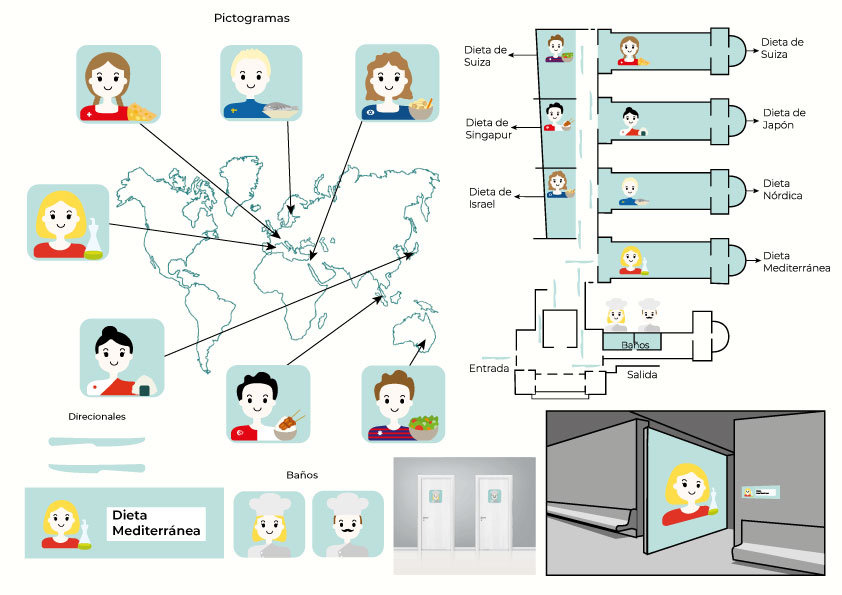 Pictogramas
Dieta de
Suiza
Dieta de
Singapur
Dieta de
Israel
Dieta de
Suiza
Dieta de
Japón
Dieta
Nórdica
Dieta
Mediterránea
Baños
Entrada
Salida
Direcionales
Dieta
Mediterránea
Baños